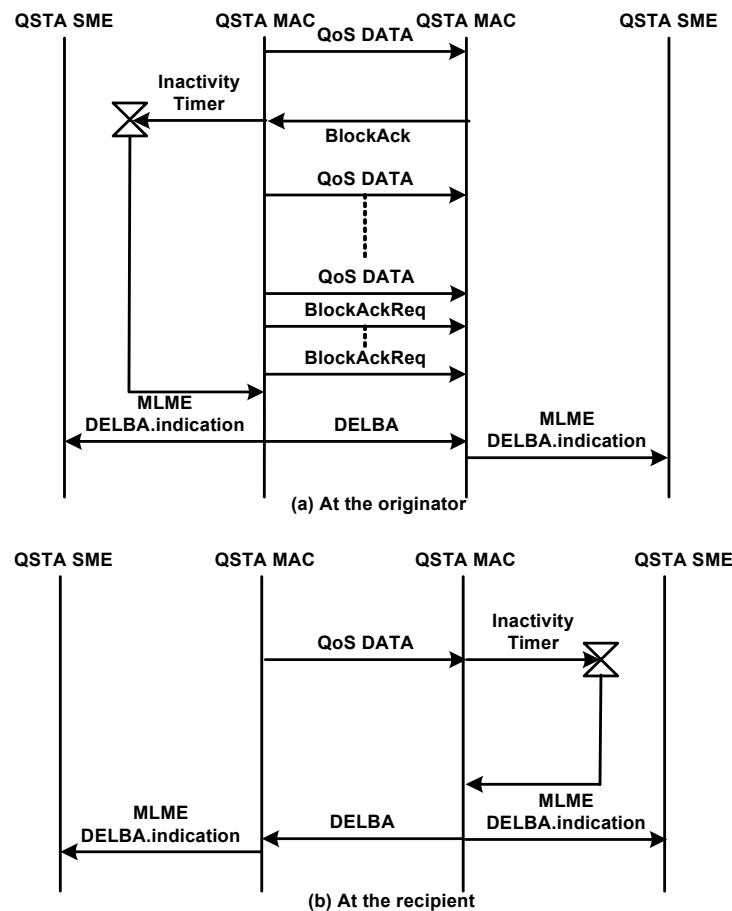 QSTA SME QSTA MAC QSTA MAC QSTA SME
QoS DATA
Inactivity
Timer
BlockAck
QoS DATA
QoS DATA
BlockAckReq
BlockAckReq
MLME
DELBA.indication
DELBA
MLME
DELBA.indication
(a) At the originator
QSTA SME QSTA MAC QSTA MAC QSTA SME
Inactivity
Timer
QoS DATA
MLME
DELBA.indication
DELBA
MLME
DELBA.indication
(b) At the recipient